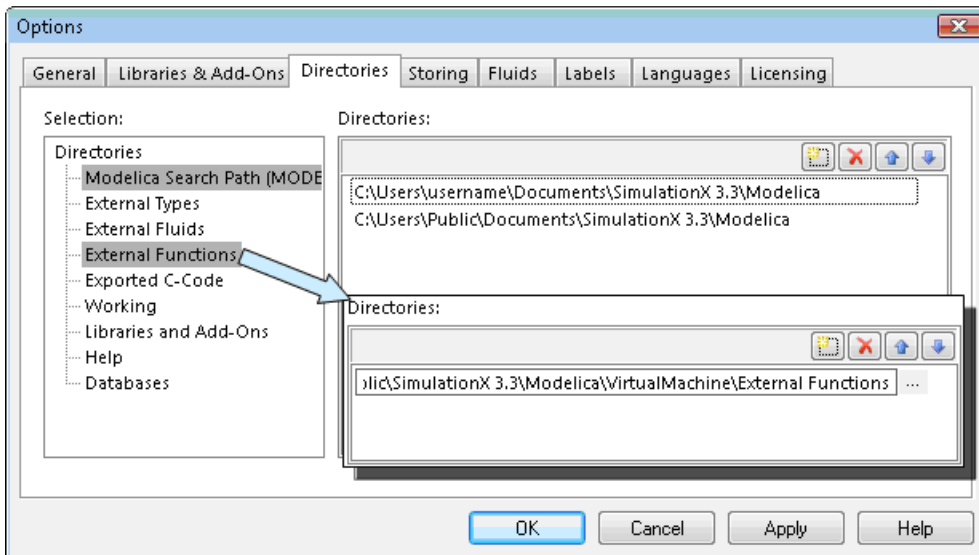 Options
General Libraries & Add-Ons Directories Storing Fluids Labels Languages Licensing
Selection:
Directories:
Directories
Modelica Search Path (MODE
External Types
External Fluids
External Functions
Exported C-Code
Working
Libraries and Add-Ons
Help
Databases
C:\Users\username\Documents\SimulationX 3.3\Modelica
C:\Users\Public\Documents\SimulationX 3.3\Modelica
Directories:
lic\SimulationX 3.3\Modelica\VirtualMachine\External Functions ...
OK Cancel Apply Help